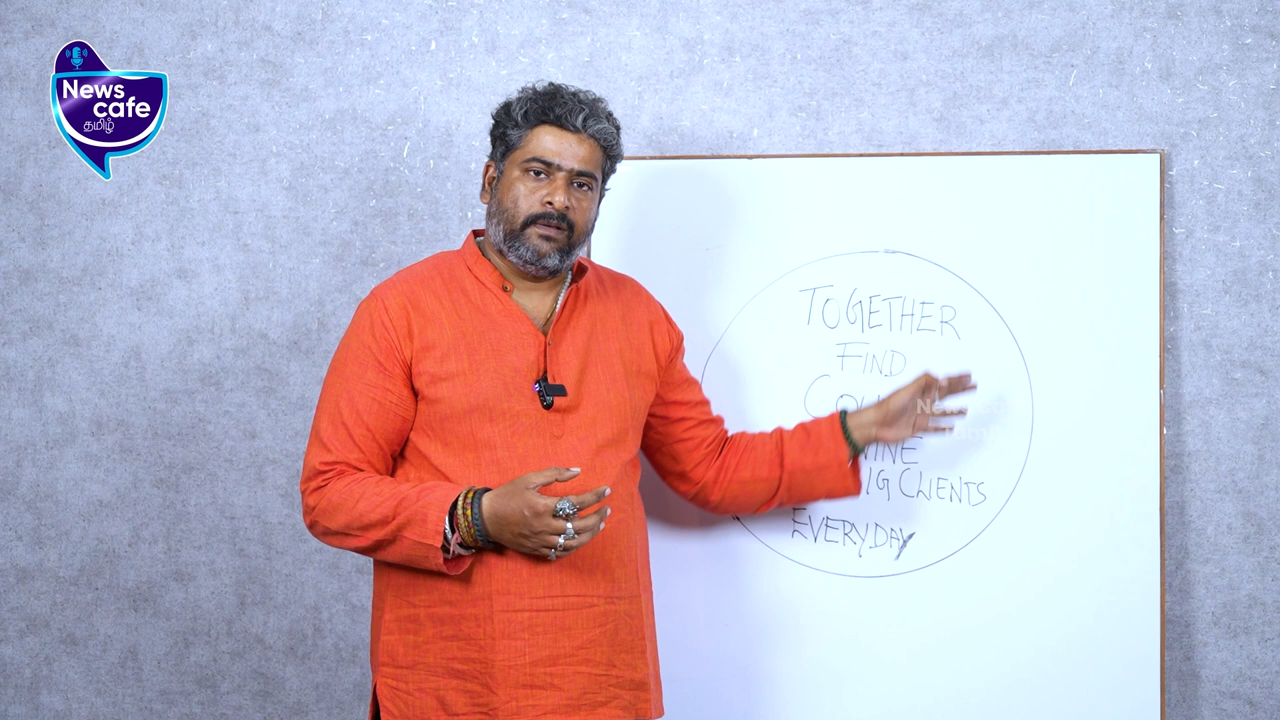 News
cafe
தமிழ்
TOGETHER
FIND
CLIENTS
EVERYDAY